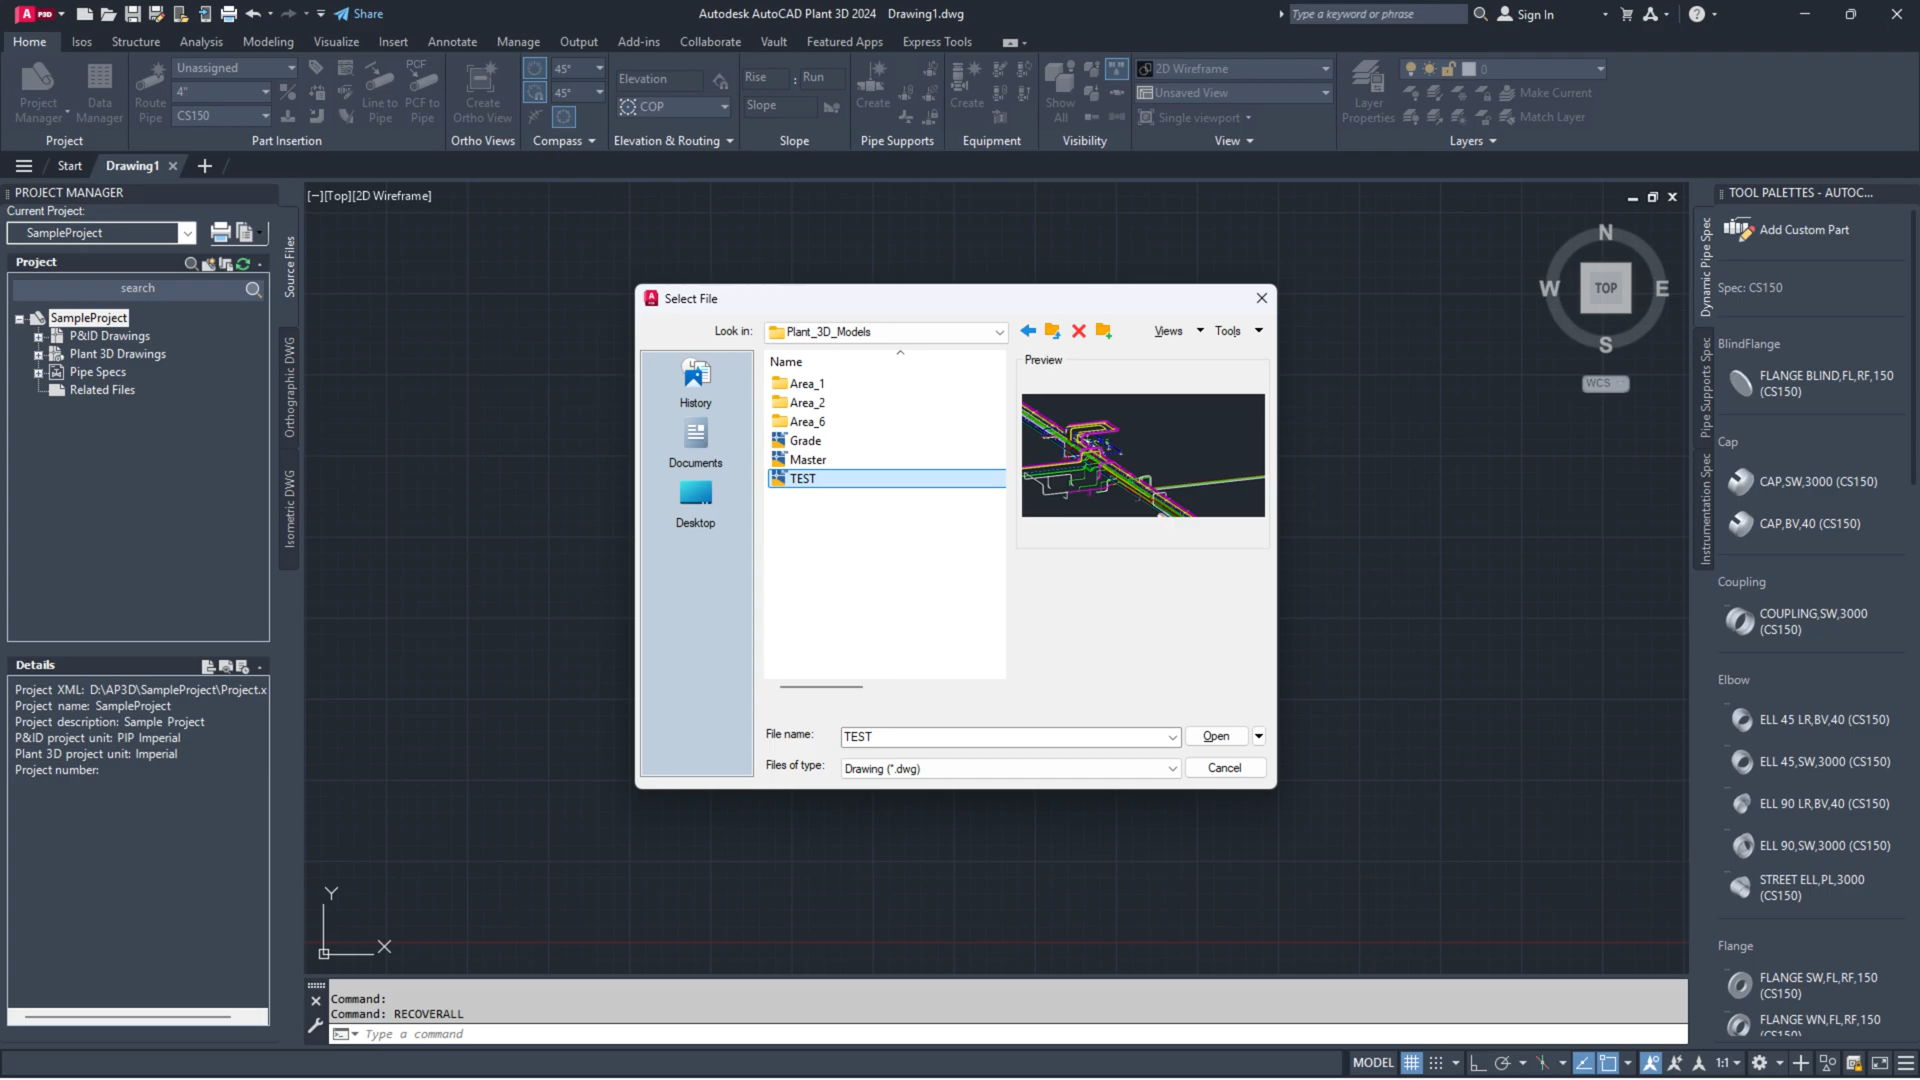 Share
Autodesk AutoCAD Plant 3D 2024 Drawing1.dwg
Type a keyword or phrase
Sign In
Home Isos Structure Analysis Modeling Visualize Insert Annotate Manage Output Add-ins Collaborate Vault Featured Apps Express Tools
Project Manager
Data Manager
Route Pipe
Unassigned
4"
CS150
Line to Pipe
PCF
PCF to Pipe
Create Ortho View
45°
45°
Elevation
COP
Rise : Run
Slope
Create
Create
Show All
2D Wireframe
Unsaved View
Single viewport
Layer Properties
0
Make Current
Match Layer
Project
Part Insertion
Ortho Views
Compass
Elevation & Routing
Slope
Pipe Supports
Equipment
Visibility
View
Layers
Start
Drawing1
PROJECT MANAGER
Current Project:
SampleProject
Project
search
SampleProject
P&ID Drawings
Plant 3D Drawings
Pipe Specs
Related Files
Source Files
Orthographic DWG
Isometric DWG
Details
Project XML: D:\AP3D\SampleProject\Project.x
Project name: SampleProject
Project description: Sample Project
P&ID project unit: PIP Imperial
Plant 3D project unit: Imperial
Project number:
[−][Top][2D Wireframe]
N
W TOP E
S
WCS
Select File
Look in: Plant_3D_Models
Views
Tools
History
Documents
Desktop
Name
Area_1
Area_2
Area_6
Grade
Master
TEST
Preview
File name: TEST
Open
Files of type: Drawing (*.dwg)
Cancel
Y
X
Command:
Command: RECOVERALL
Type a command
TOOL PALETTES - AUTOC...
Dynamic Pipe Spec
Pipe Supports Spec
Instrumentation Spec
Add Custom Part
Spec: CS150
BlindFlange
FLANGE BLIND,FL,RF,150
(CS150)
Cap
CAP,SW,3000 (CS150)
CAP,BV,40 (CS150)
Coupling
COUPLING,SW,3000
(CS150)
Elbow
ELL 45 LR,BV,40 (CS150)
ELL 45,SW,3000 (CS150)
ELL 90 LR,BV,40 (CS150)
ELL 90,SW,3000 (CS150)
STREET ELL,PL,3000
(CS150)
Flange
FLANGE SW,FL,RF,150
(CS150)
FLANGE WN,FL,RF,150
(CS150)
MODEL
1:1